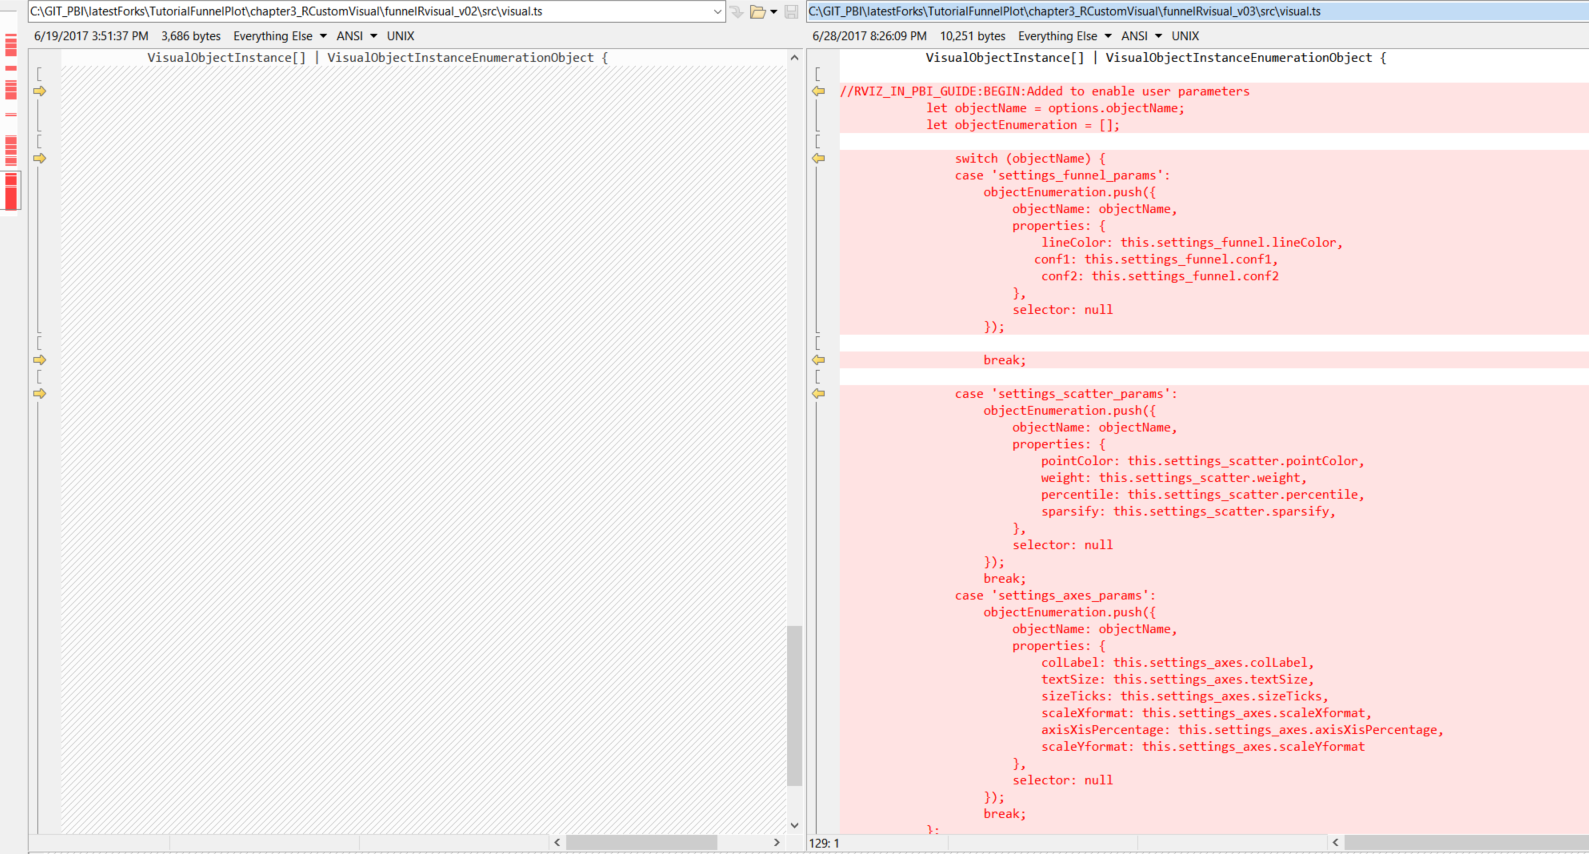 C:\GIT_PBI\latestForks\TutorialFunnelPlot\chapter3_RCustomVisual\funnelRvisual_v02\src\visual.ts
6/19/2017 3:51:37 PM 3,686 bytes Everything Else ANSI UNIX
VisualObjectInstance[] | VisualObjectInstanceEnumerationObject {
C:\GIT_PBI\latestForks\TutorialFunnelPlot\chapter3_RCustomVisual\funnelRvisual_v03\src\visual.ts
6/28/2017 8:26:09 PM 10,251 bytes Everything Else ANSI UNIX
VisualObjectInstance[] | VisualObjectInstanceEnumerationObject {
//RVIZ_IN_PBI_GUIDE:BEGIN:Added to enable user parameters
let objectName = options.objectName;
let objectEnumeration = [];
switch (objectName) {
case 'settings_funnel_params':
objectEnumeration.push({
objectName: objectName,
properties: {
lineColor: this.settings_funnel.lineColor,
conf1: this.settings_funnel.conf1,
conf2: this.settings_funnel.conf2
},
selector: null
});
break;
case 'settings_scatter_params':
objectEnumeration.push({
objectName: objectName,
properties: {
pointColor: this.settings_scatter.pointColor,
weight: this.settings_scatter.weight,
percentile: this.settings_scatter.percentile,
sparsify: this.settings_scatter.sparsify,
},
selector: null
});
break;
case 'settings_axes_params':
objectEnumeration.push({
objectName: objectName,
properties: {
colLabel: this.settings_axes.colLabel,
textSize: this.settings_axes.textSize,
sizeTicks: this.settings_axes.sizeTicks,
scaleXformat: this.settings_axes.scaleXformat,
axisXisPercentage: this.settings_axes.axisXisPercentage,
scaleYformat: this.settings_axes.scaleYformat
},
selector: null
});
break;
};
129: 1